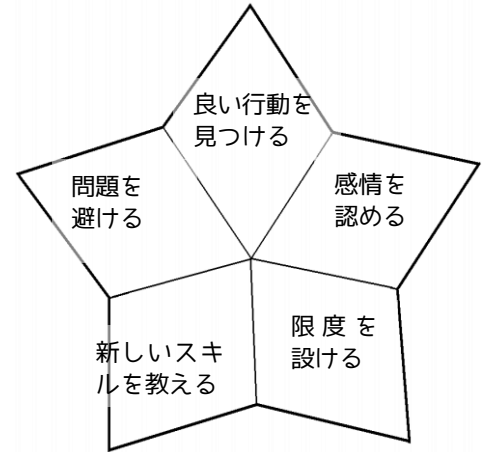 良い行動を
見つける
感情を
認める
限度を
設ける
新しいスキ
ルを教える
問題を
避ける